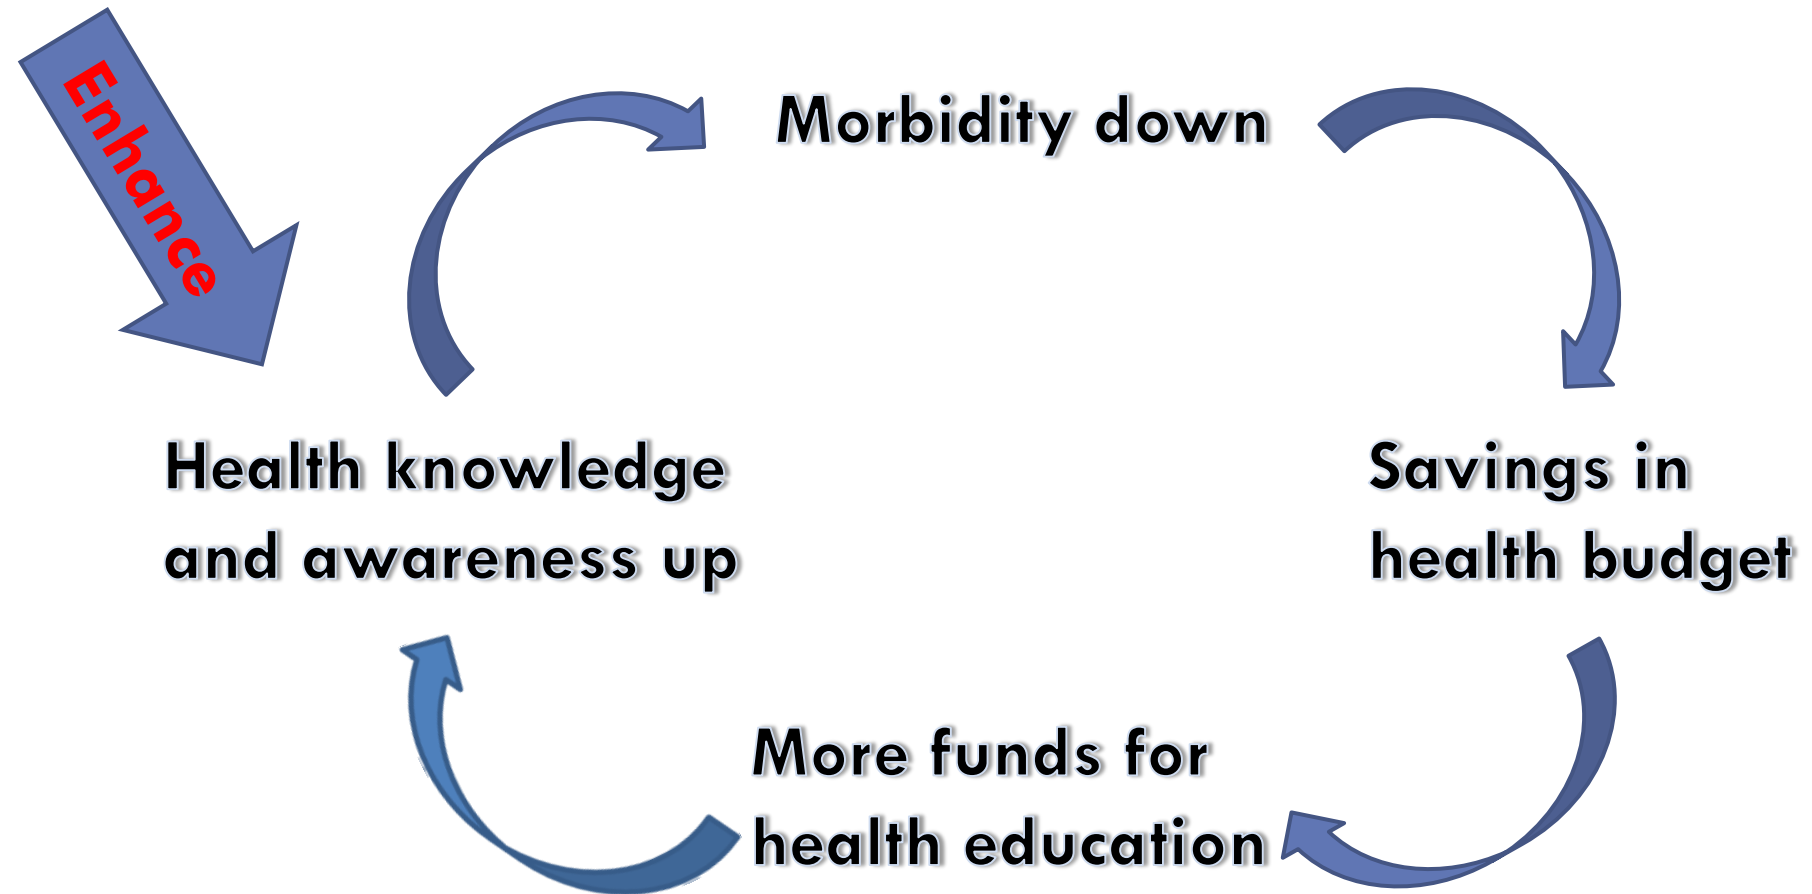 Enhance
Morbidity down
Health knowledge
and awareness up
Savings in
health budget
More funds for
health education